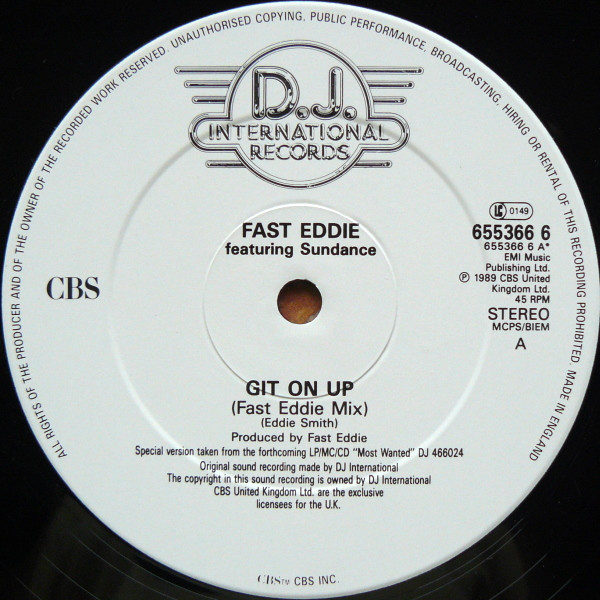 ALL RIGHTS OF THE PRODUCER AND OF THE OWNER OF THE RECORDED WORK RESERVED. UNAUTHORISED COPYING, PUBLIC PERFORMANCE, BROADCASTING, HIRING OR RENTAL OF THIS RECORDING PROHIBITED. MADE IN ENGLAND
D.J.
INTERNATIONAL
RECORDS
FAST EDDIE
featuring Sundance
CBS
LC 0149
655366 6
655366 6 A*
EMI Music
Publishing Ltd.
℗ 1989 CBS United
Kingdom Ltd.
45 RPM
STEREO
MCPS/BIEM
A
GIT ON UP
(Fast Eddie Mix)
(Eddie Smith)
Produced by Fast Eddie
Special version taken from the forthcoming LP/MC/CD "Most Wanted" DJ 466024
Original sound recording made by DJ International
The copyright in this sound recording is owned by DJ International
CBS United Kingdom Ltd. are the exclusive
licensees for the U.K.
CBS™ CBS INC.